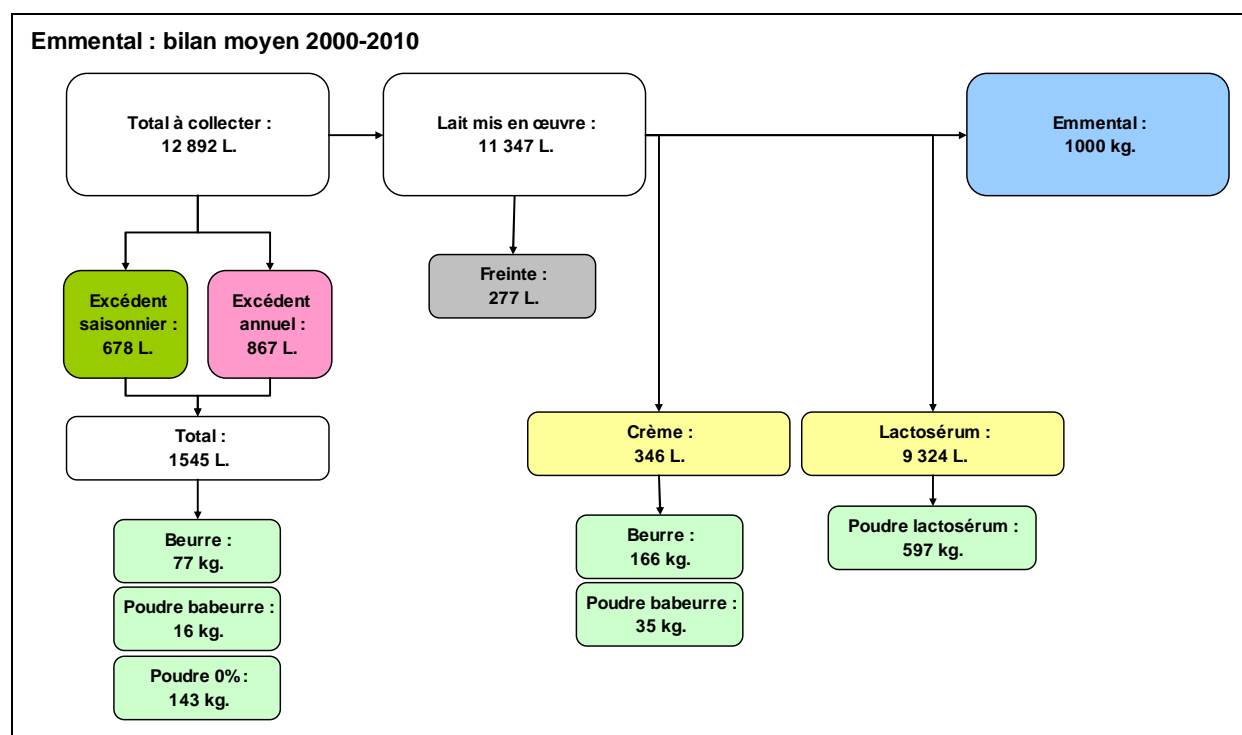 Emmental : bilan moyen 2000-2010
Total à collecter :
12 892 L.
Lait mis en œuvre :
11 347 L.
Emmental :
1000 kg.
Freinte :
277 L.
Excédent
saisonnier :
678 L.
Excédent
annuel :
867 L.
Total :
1545 L.
Crème :
346 L.
Lactosérum :
9 324 L.
Beurre :
77 kg.
Poudre babeurre :
16 kg.
Poudre 0% :
143 kg.
Beurre :
166 kg.
Poudre babeurre :
35 kg.
Poudre lactosérum :
597 kg.